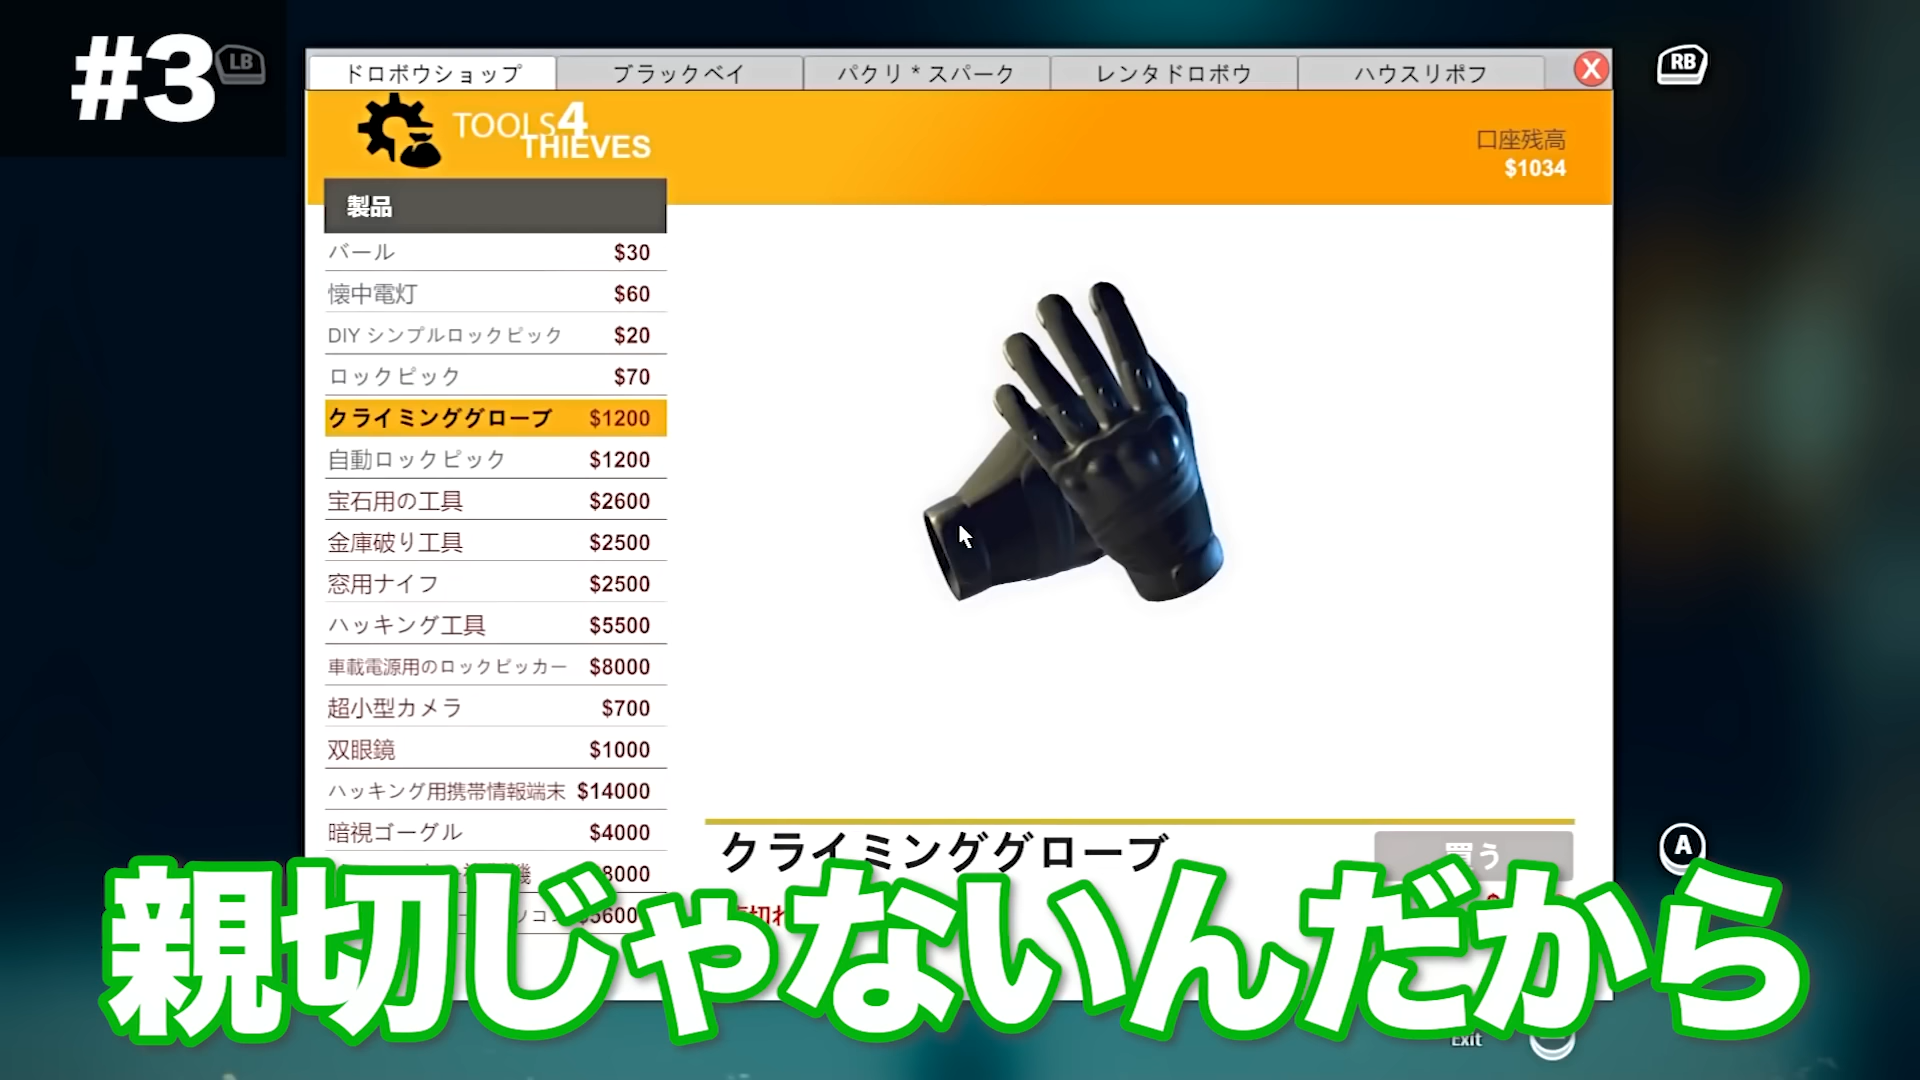 #3
LB
ドロボウショップ
ブラックベイ
パクリ*スパーク
レンタドロボウ
ハウスリポフ
X
RB
TOOLS4
THIEVES
口座残高
$1034
製品
バール $30
懐中電灯 $60
DIY シンプルロックピック $20
ロックピック $70
クライミンググローブ $1200
自動ロックピック $1200
宝石用の工具 $2600
金庫破り工具 $2500
窓用ナイフ $2500
ハッキング工具 $5500
車載電源用のロックピッカー $8000
超小型カメラ $700
双眼鏡 $1000
ハッキング用携帯情報端末 $14000
暗視ゴーグル $4000
クライミンググローブ
買う
A
親切じゃないんだから
Exit